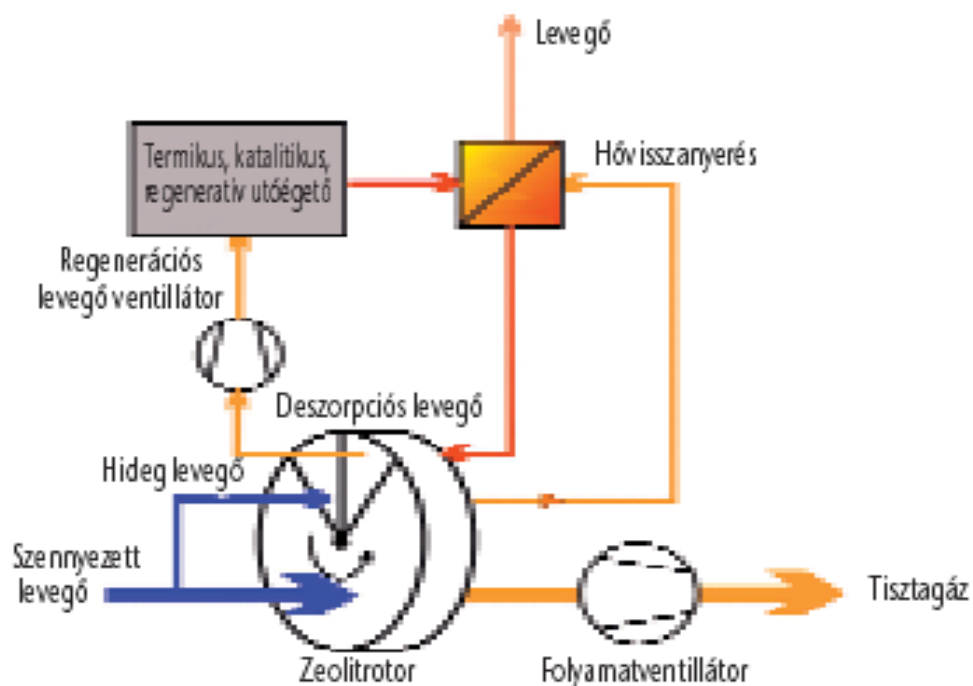 Levegő
Termikus, katalitikus,
regeneratív utóégető
Hővisszanyerés
Regenerációs
levegő ventillátor
Deszorpciós levegő
Hideg levegő
Szennyezett
levegő
Tisztagáz
Zeolitrotor
Folyamatventillátor